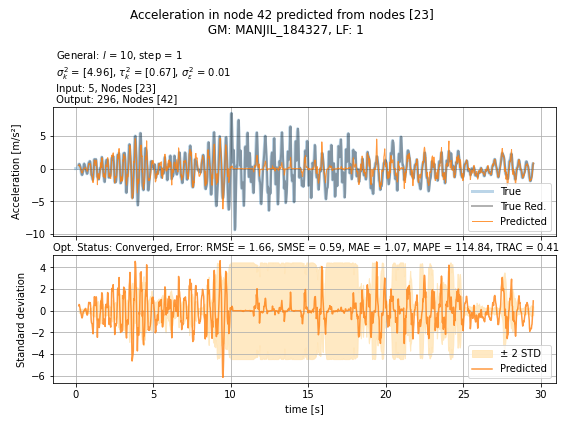 Acceleration in node 42 predicted from nodes [23]
GM: MANJIL_184327, LF: 1
General: l = 10, step = 1
σ²ₖ = [4.96], τ²ₖ = [0.67], σ²ε = 0.01
Input: 5, Nodes [23]
Output: 296, Nodes [42]
Acceleration [m/s²]
5
0
−5
−10
True
True Red.
Predicted
Opt. Status: Converged, Error: RMSE = 1.66, SMSE = 0.59, MAE = 1.07, MAPE = 114.84, TRAC = 0.41
Standard deviation
4
2
0
−2
−4
−6
± 2 STD
Predicted
0 5 10 15 20 25 30
time [s]